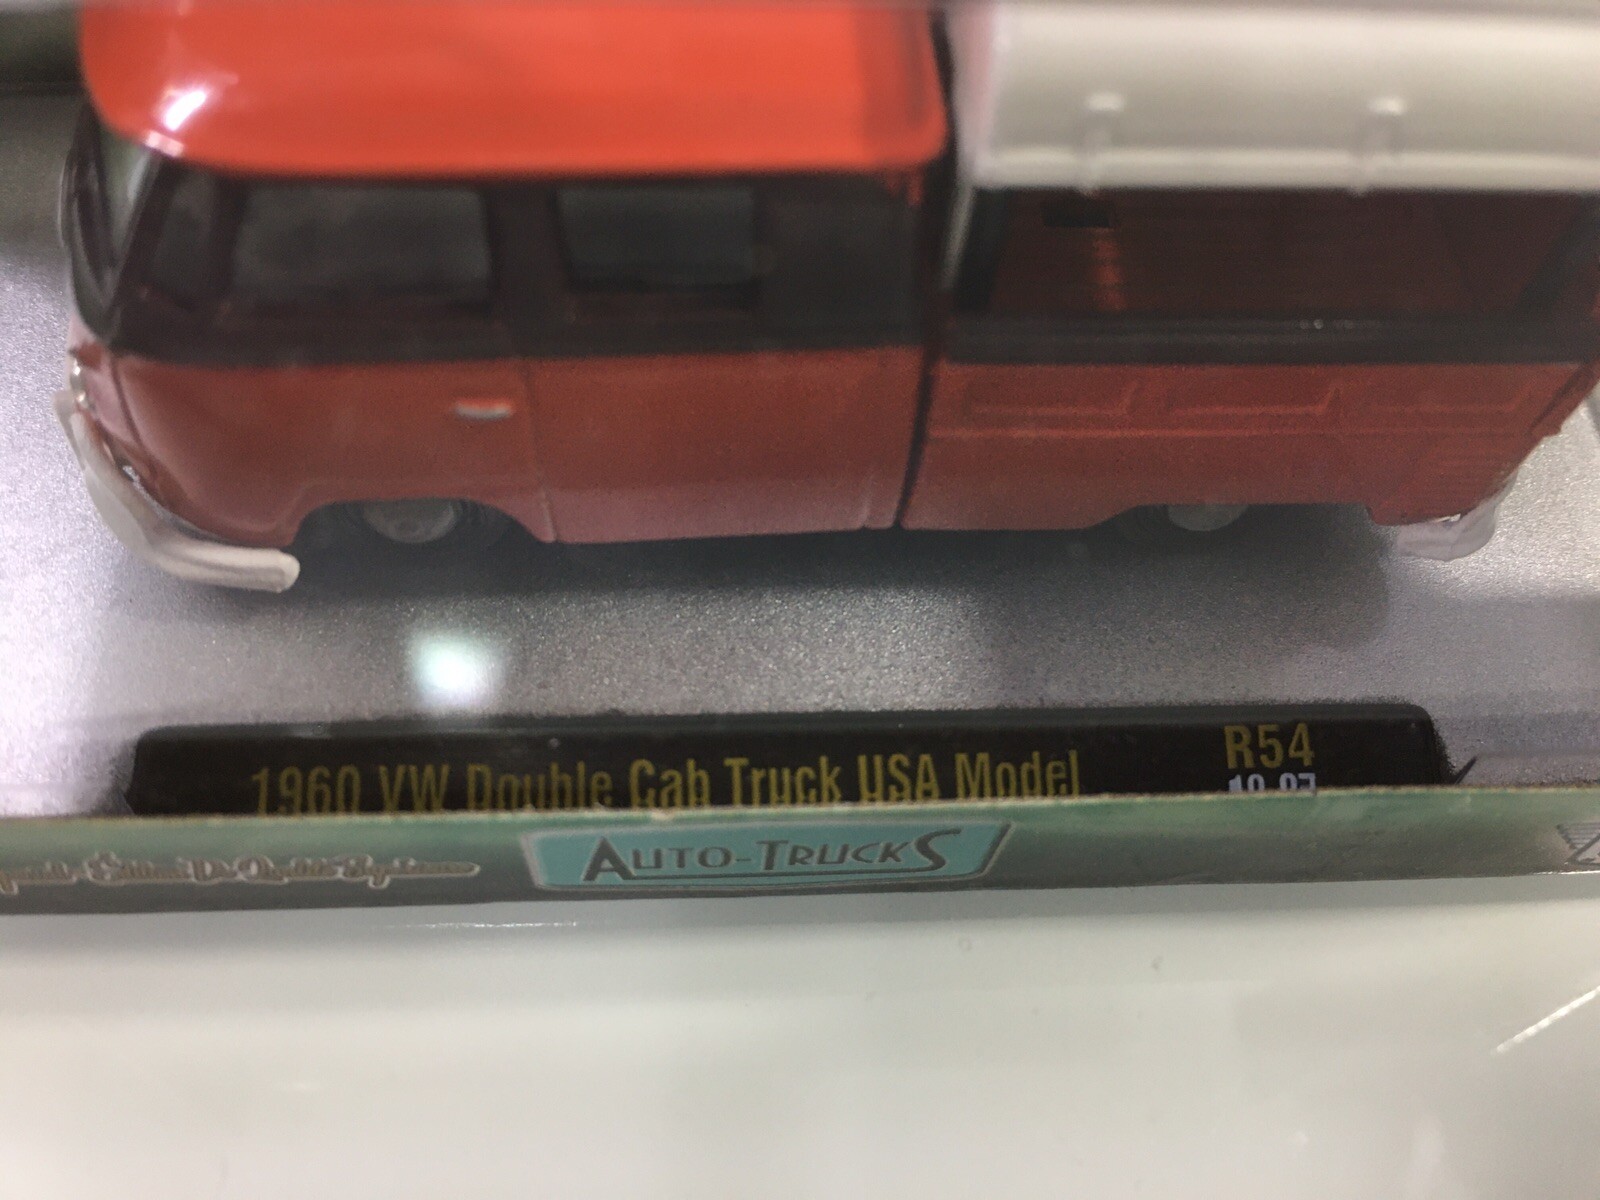 1960 VW Double Cab Truck USA Model
R54
AUTO-TRUCKS